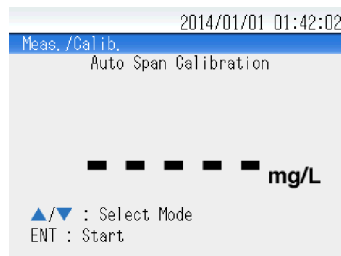 2014/01/01 01:42:02
Meas./Calib.
Auto Span Calibration
- - - - - mg/L
▲/▼ : Select Mode
ENT : Start